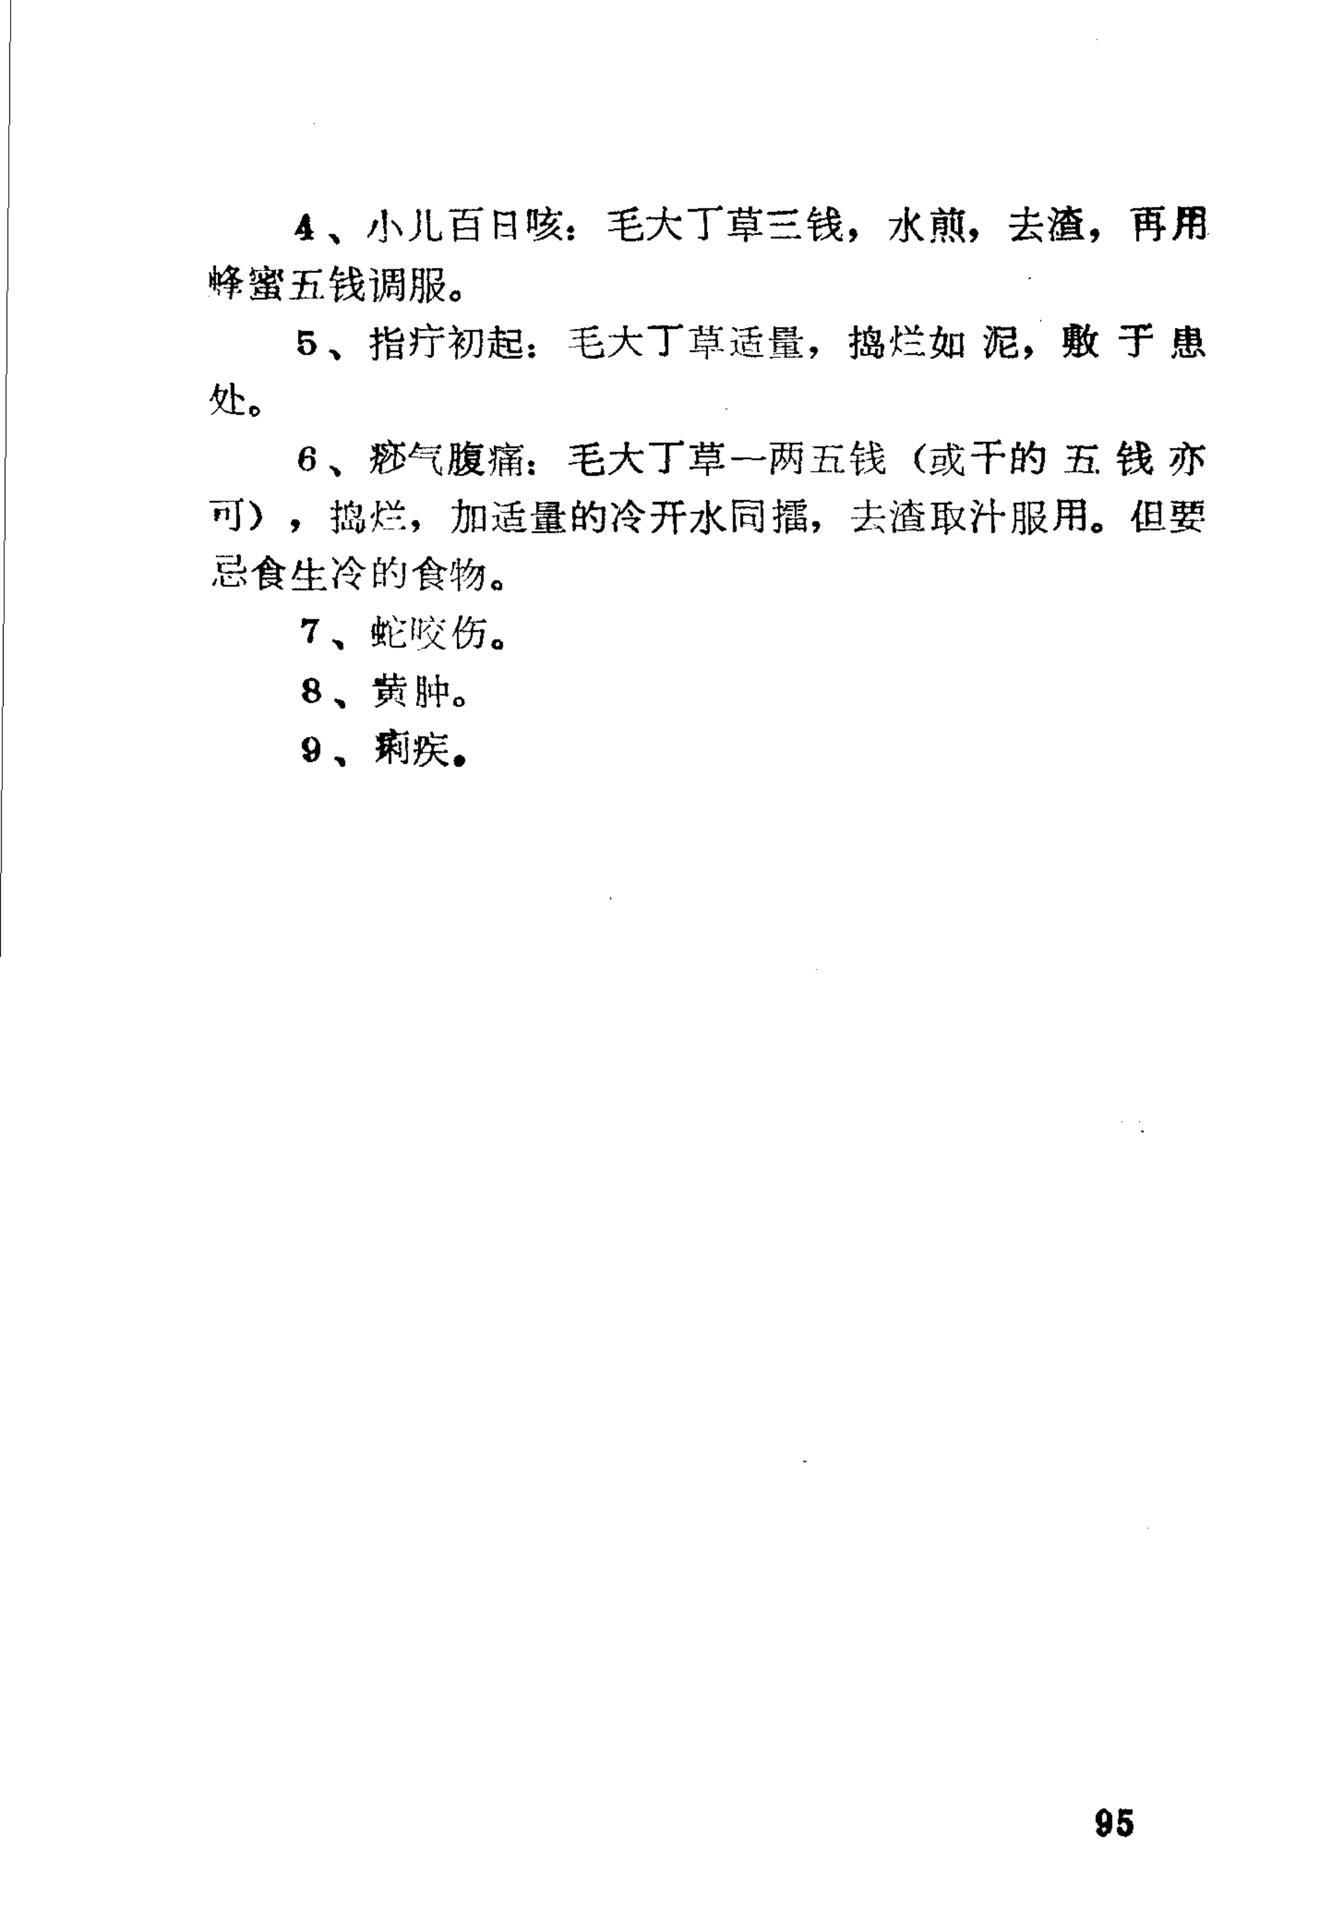 4、小儿百日咳：毛大丁草三钱，水煎，去渣，再用
蜂蜜五钱调服。
5、指疔初起：毛大丁草适量，捣烂如泥，敷于患
处。
6、痧气腹痛：毛大丁草一两五钱（或干的五钱亦
可），捣烂，加适量的冷开水同擂，去渣取汁服用。但要
忌食生冷的食物。
7、蛇咬伤。
8、黄肿。
9、痢疾。
95